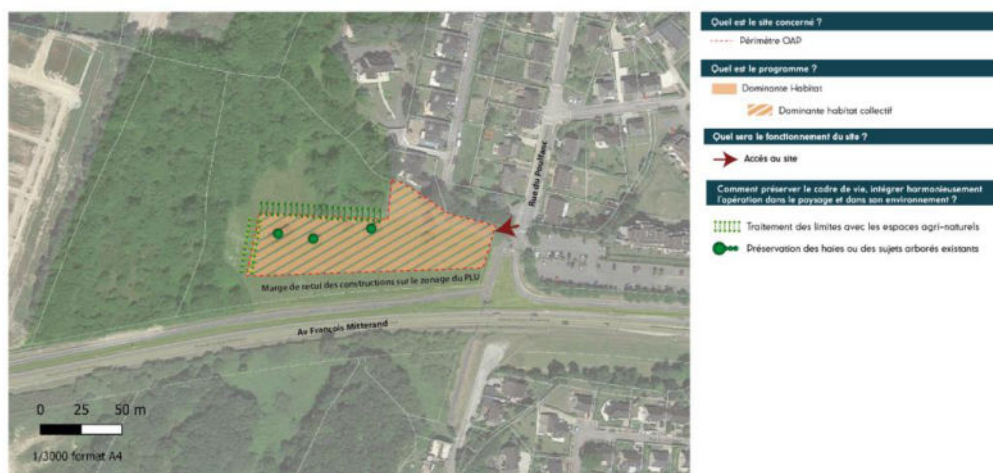 Quel est le site concerné ?
Périmètre OAP
Quel est le programme ?
Dominante Habitat
Dominante habitat collectif
Quel sera le fonctionnement du site ?
Accès au site
Comment préserver le cadre de vie, intégrer harmonieusement
l'opération dans le paysage et dans son environnement ?
Traitement des limites avec les espaces agri-naturels
Préservation des haies ou des sujets arborés existants
Rue du Poulfanc
Marge de recul des constructions sur le zonage du PLU
Av François Mitterand
0 25 50 m
1/3000 format A4